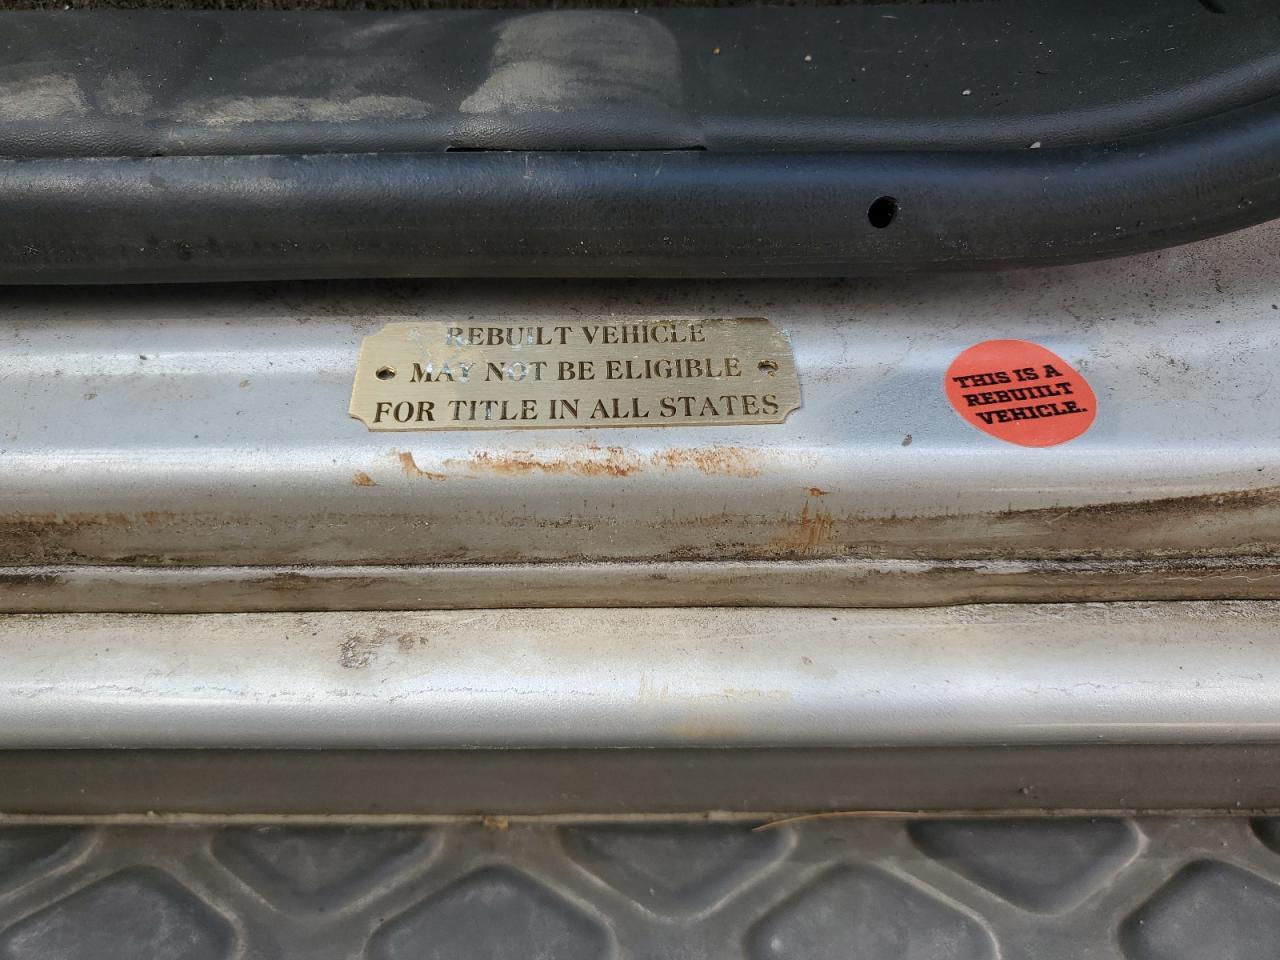 REBUILT VEHICLE
MAY NOT BE ELIGIBLE
FOR TITLE IN ALL STATES
THIS IS A
REBUIILT
VEHICLE.